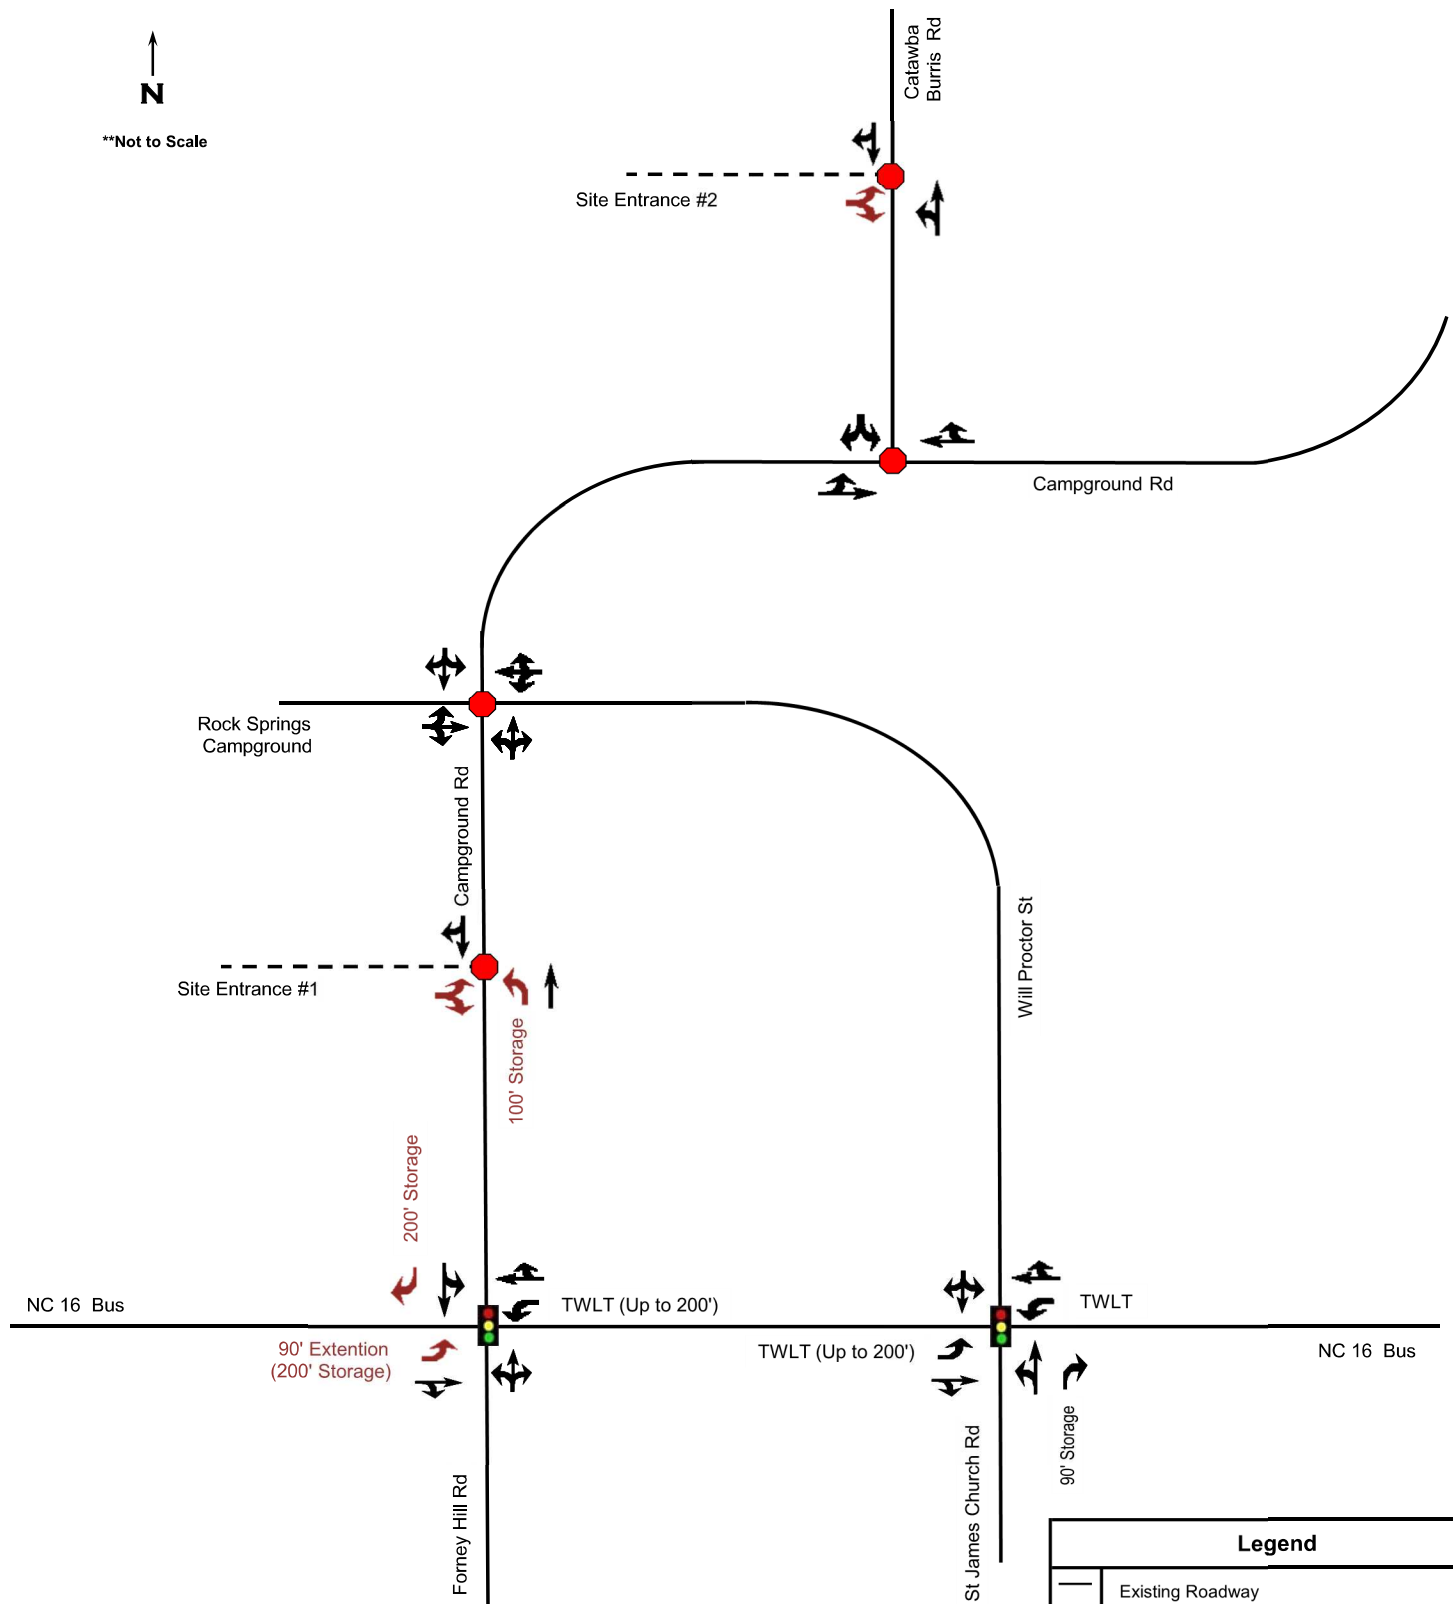 Catawba
Burris Rd
N
**Not to Scale
Site Entrance #2
Campground Rd
Rock Springs
Campground
Campground Rd
Will Proctor St
Site Entrance #1
100' Storage
200' Storage
NC 16 Bus
TWLT (Up to 200')
TWLT
90' Extention
(200' Storage)
TWLT (Up to 200')
NC 16 Bus
90' Storage
Forney Hill Rd
St James Church Rd
Legend
Existing Roadway